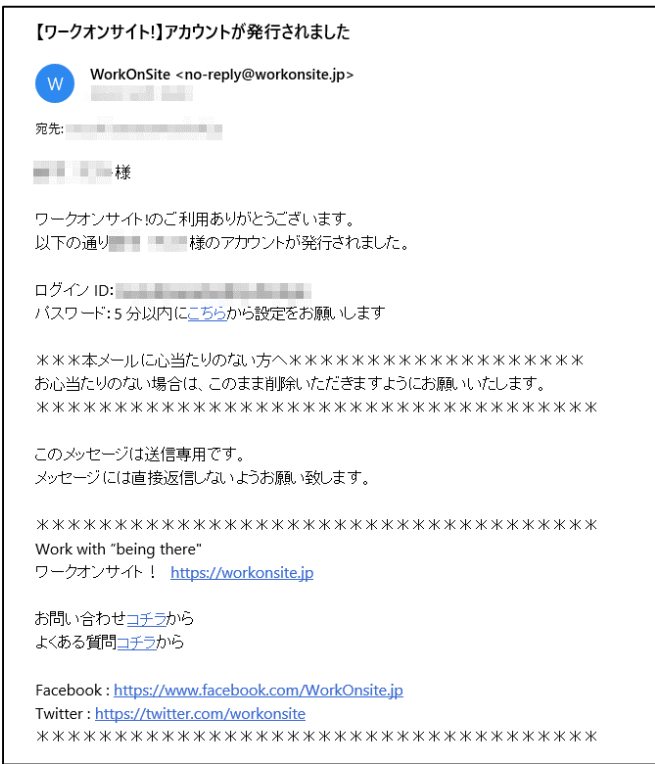 【ワークオンサイト!】アカウントが発行されました
W
WorkOnSite <no-reply@workonsite.jp>
宛先:
様
ワークオンサイト!のご利用ありがとうございます。
以下の通り 様のアカウントが発行されました。
ログイン ID:
パスワード: 5 分以内にこちらから設定をお願いします
＊＊＊本メールに心当たりのない方へ＊＊＊＊＊＊＊＊＊＊＊＊＊＊＊＊＊＊＊
お心当たりのない場合は、このまま削除いただきますようにお願いいたします。
＊＊＊＊＊＊＊＊＊＊＊＊＊＊＊＊＊＊＊＊＊＊＊＊＊＊＊＊＊＊＊＊＊＊＊＊
このメッセージは送信専用です。
メッセージには直接返信しないようお願い致します。
＊＊＊＊＊＊＊＊＊＊＊＊＊＊＊＊＊＊＊＊＊＊＊＊＊＊＊＊＊＊＊＊＊＊＊＊
Work with “being there"
ワークオンサイト！ https://workonsite.jp
お問い合わせコチラから
よくある質問コチラから
Facebook : https://www.facebook.com/WorkOnsite.jp
Twitter : https://twitter.com/workonsite
＊＊＊＊＊＊＊＊＊＊＊＊＊＊＊＊＊＊＊＊＊＊＊＊＊＊＊＊＊＊＊＊＊＊＊＊